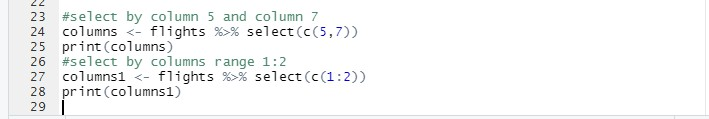 22
23 #select by column 5 and column 7
24 columns <- flights %>% select(c(5,7))
25 print(columns)
26 #select by columns range 1:2
27 columns1 <- flights %>% select(c(1:2))
28 print(columns1)
29